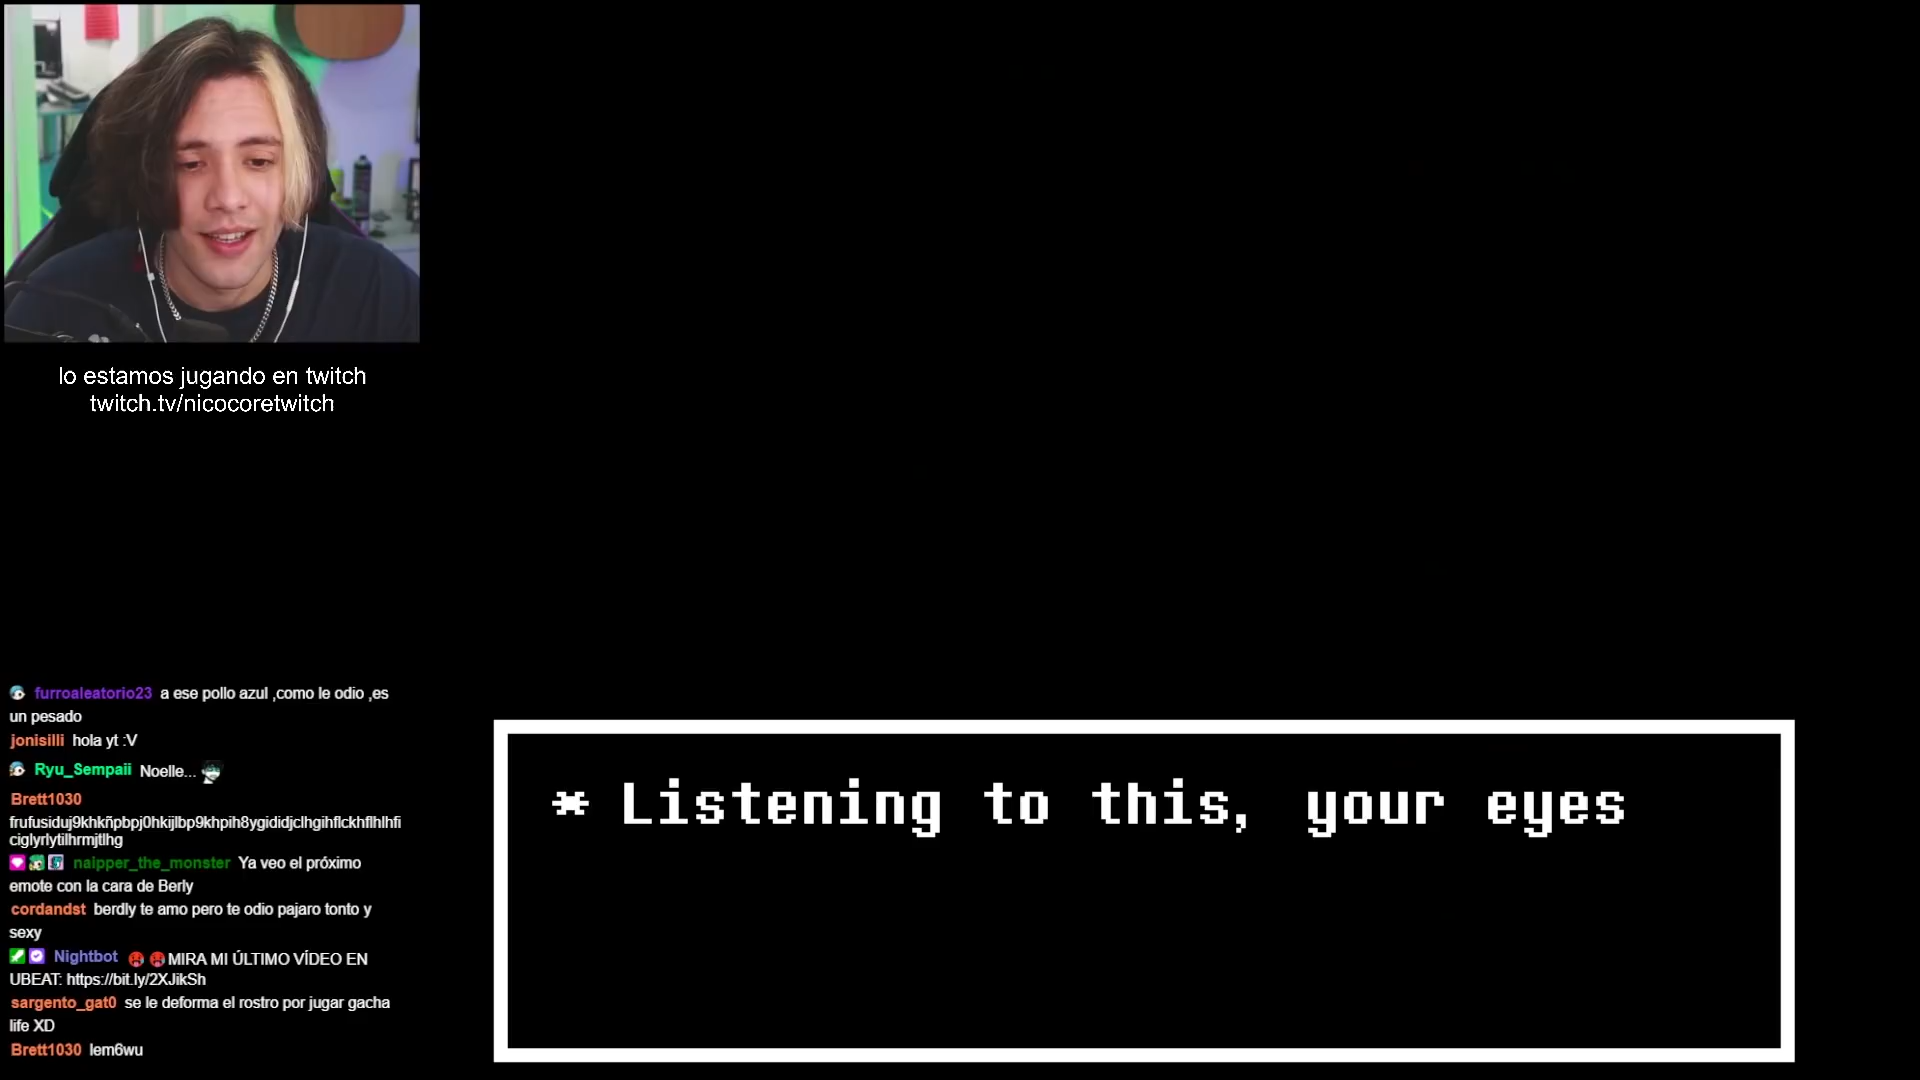 lo estamos jugando en twitch
twitch.tv/nicocoretwitch
furroaleatorio23 a ese pollo azul ,como le odio ,es
un pesado
jonisilli hola yt :V
Ryu_Sempaii Noelle...
Brett1030
frufusiduj9khkñpbpj0hkijlbp9khpih8ygididjclhgihflckhflhlhfi
ciglyrlytilhrmjtlhg
naipper_the_monster Ya veo el próximo
emote con la cara de Berly
cordandst berdly te amo pero te odio pajaro tonto y
sexy
Nightbot MIRA MI ÚLTIMO VÍDEO EN
UBEAT: https://bit.ly/2XJikSh
sargento_gat0 se le deforma el rostro por jugar gacha
life XD
Brett1030 lem6wu
* Listening to this, your eyes